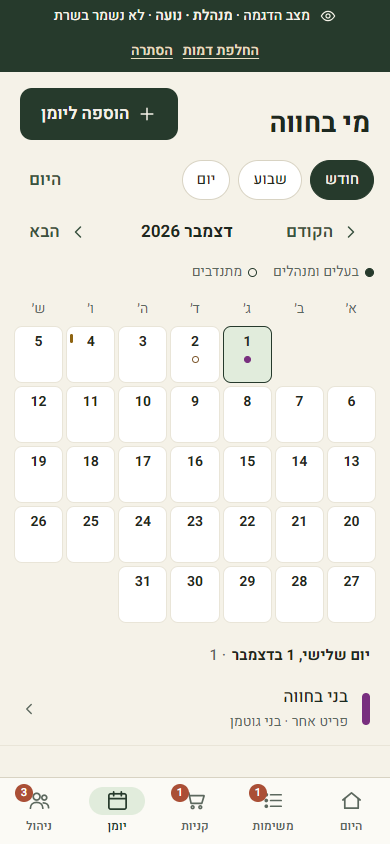 מצב הדגמה · מנהלת · נועה · לא נשמר בשרת
החלפת דמות הסתרה
מי בחווה
הוספה ליומן
חודש שבוע יום היום
הקודם דצמבר 2026 הבא
בעלים ומנהלים מתנדבים
א׳ ב׳ ג׳ ד׳ ה׳ ו׳ ש׳
1 2 3 4 5
6 7 8 9 10 11 12
13 14 15 16 17 18 19
20 21 22 23 24 25 26
27 28 29 30 31
יום שלישי, 1 בדצמבר · 1
בני בחווה
פריט אחר · בני גוטמן
1 1 3
היום משימות קניות יומן ניהול